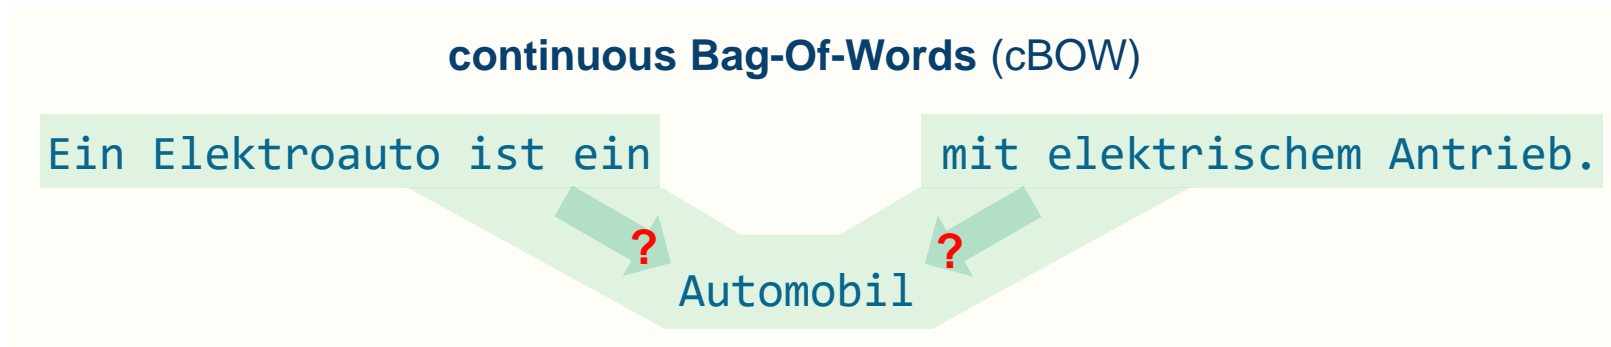 continuous Bag-Of-Words (cBOW)
Ein Elektroauto ist ein mit elektrischem Antrieb.
? ?
Automobil